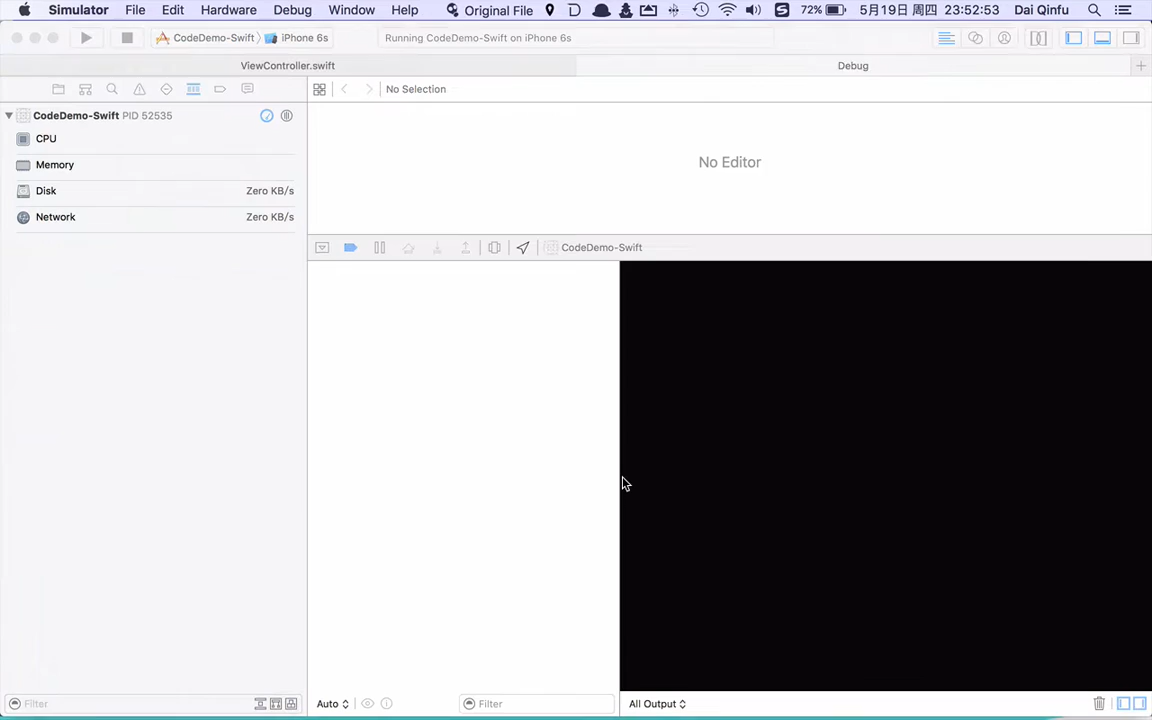 Simulator File Edit Hardware Debug Window Help Original File 72% 5月19日 周四 23:52:53 Dai Qinfu
CodeDemo-Swift iPhone 6s Running CodeDemo-Swift on iPhone 6s
ViewController.swift Debug
No Selection
CodeDemo-Swift PID 52535
CPU
Memory
Disk Zero KB/s
Network Zero KB/s
No Editor
CodeDemo-Swift
Filter Auto Filter All Output